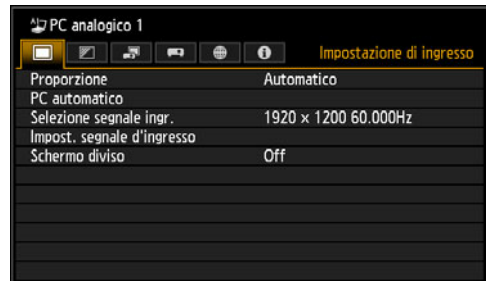 PC analogico 1
Impostazione di ingresso
Proporzione Automatico
PC automatico
Selezione segnale ingr. 1920 × 1200 60.000Hz
Impost. segnale d'ingresso
Schermo diviso Off